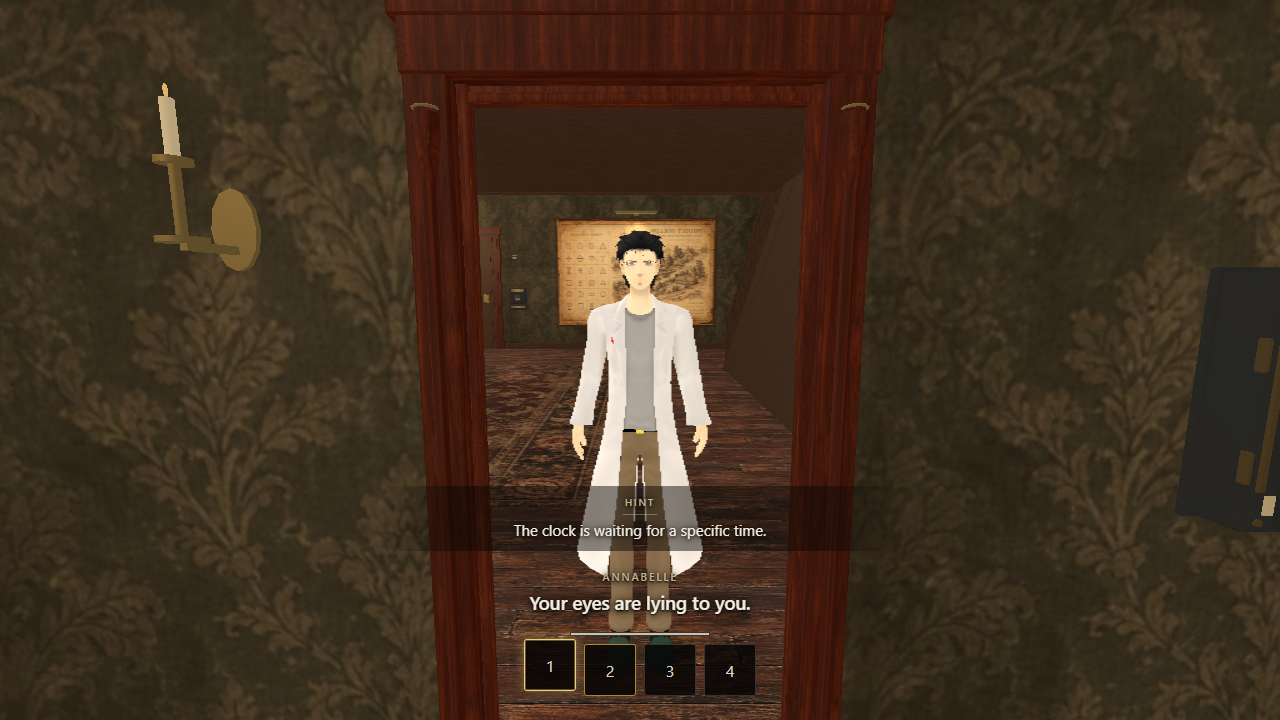 HINT
The clock is waiting for a specific time.
ANNABELLE
Your eyes are lying to you.
1 2 3 4